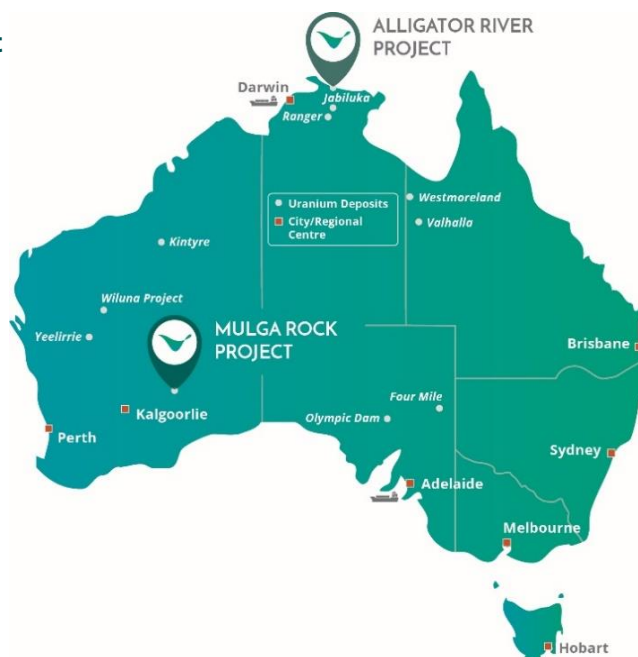 ALLIGATOR RIVER
PROJECT
Darwin
Jabiluka
Ranger
Uranium Deposits
City/Regional
Centre
Westmoreland
Valhalla
Kintyre
Wiluna Project
Yeelirrie
MULGA ROCK
PROJECT
Brisbane
Four Mile
Olympic Dam
Kalgoorlie
Perth
Sydney
Adelaide
Melbourne
Hobart